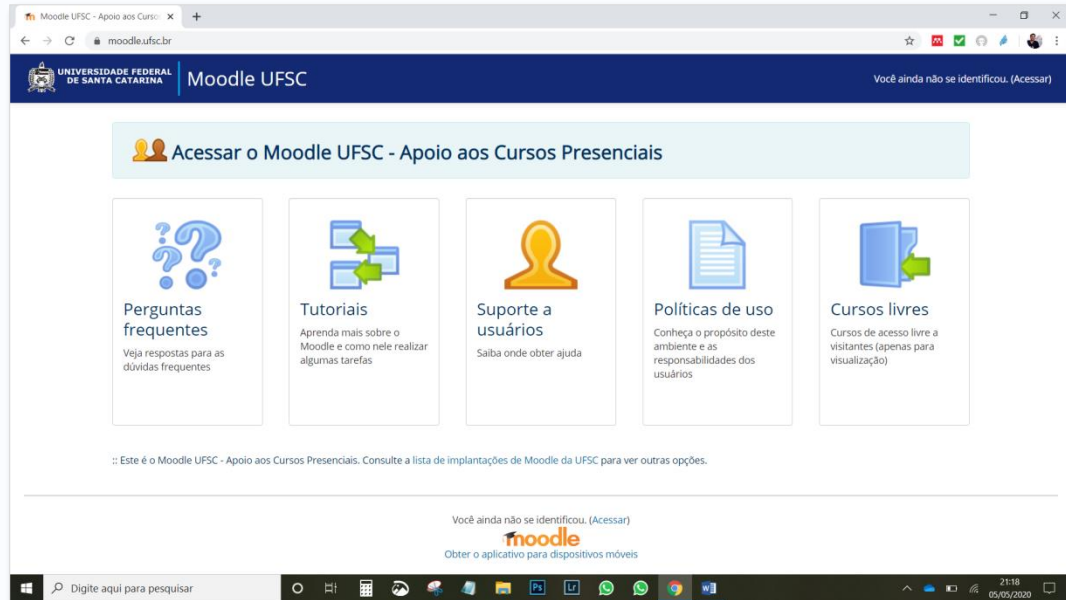 Moodle UFSC - Apoio aos Cursos
moodle.ufsc.br
UNIVERSIDADE FEDERAL
DE SANTA CATARINA
Moodle UFSC
Você ainda não se identificou. (Acessar)
Acessar o Moodle UFSC - Apoio aos Cursos Presenciais
Perguntas
frequentes
Veja respostas para as
dúvidas frequentes
Tutoriais
Aprenda mais sobre o
Moodle e como nele realizar
algumas tarefas
Suporte a
usuários
Saiba onde obter ajuda
Políticas de uso
Conheça o propósito deste
ambiente e as
responsabilidades dos
usuários
Cursos livres
Cursos de acesso livre a
visitantes (apenas para
visualização)
:: Este é o Moodle UFSC - Apoio aos Cursos Presenciais. Consulte a lista de implantações de Moodle da UFSC para ver outras opções.
Você ainda não se identificou. (Acessar)
moodle
Obter o aplicativo para dispositivos móveis
Digite aqui para pesquisar
Ps
Lr
W
21:18
05/05/2020